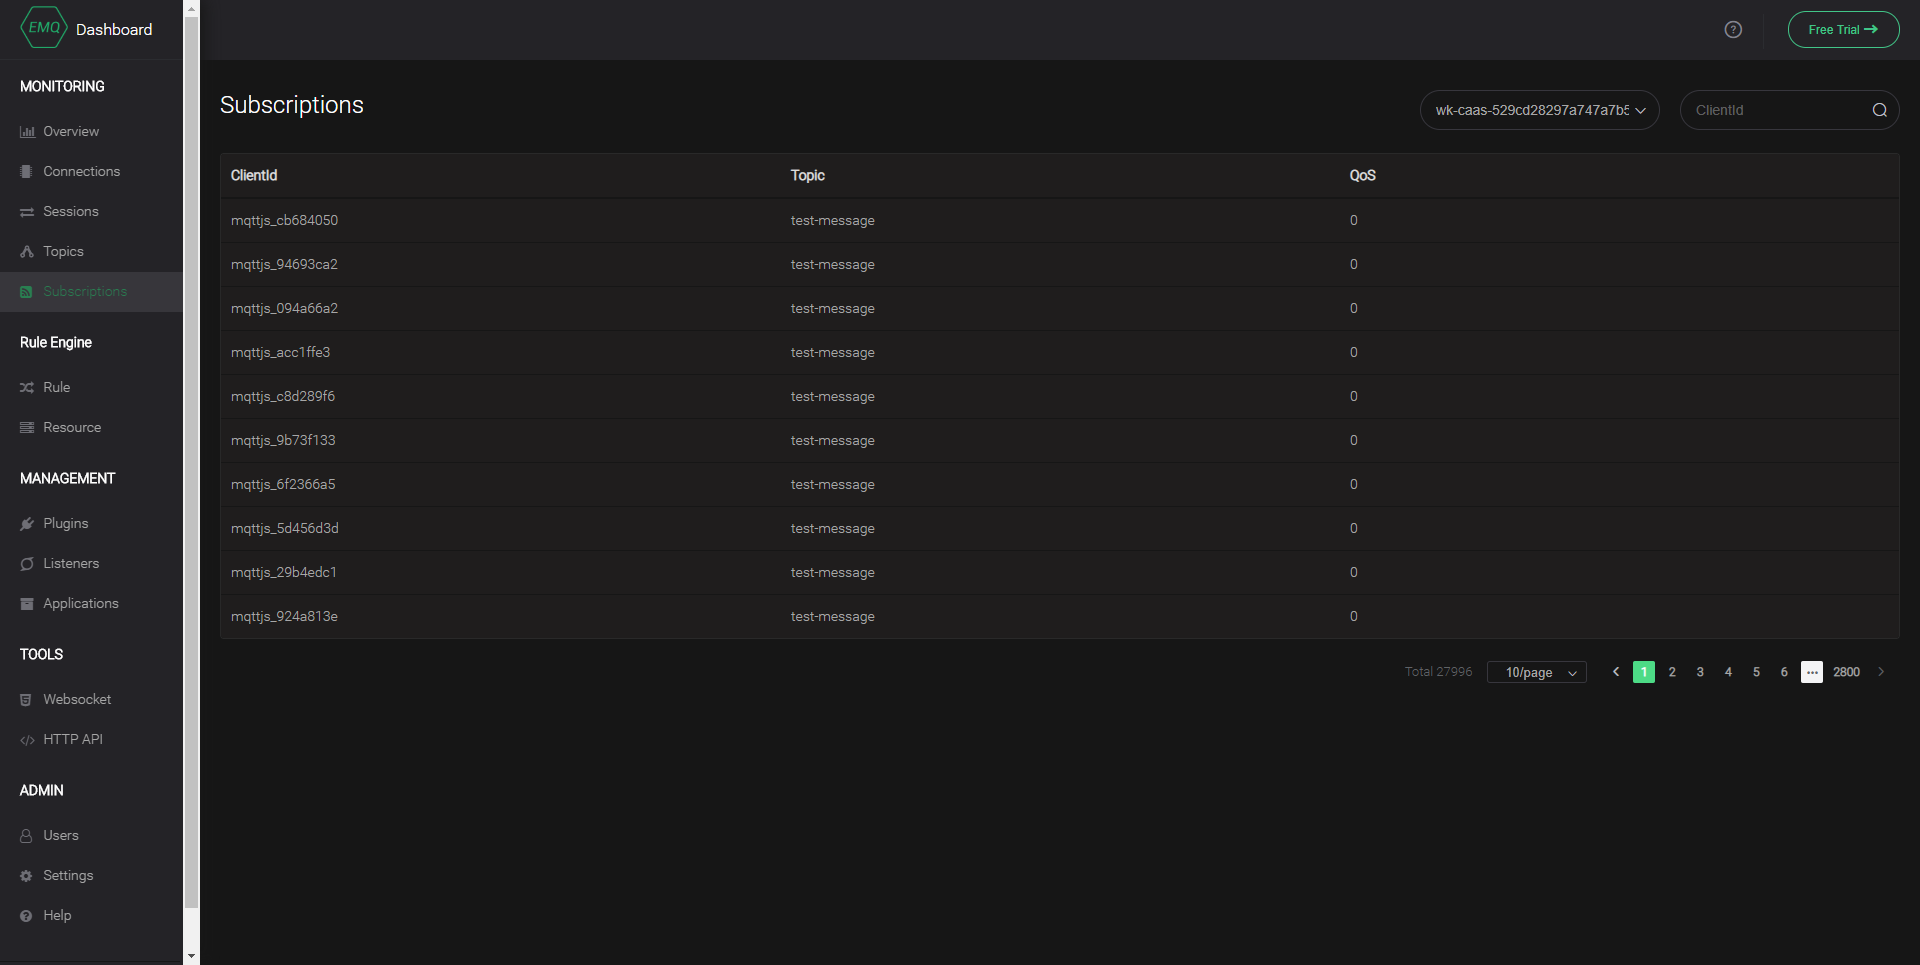 EMQ Dashboard
Free Trial
MONITORING
Overview
Connections
Sessions
Topics
Subscriptions
Rule Engine
Rule
Resource
MANAGEMENT
Plugins
Listeners
Applications
TOOLS
Websocket
HTTP API
ADMIN
Users
Settings
Help
Subscriptions
wk-caas-529cd28297a747a7b5
ClientId
ClientId Topic QoS
mqttjs_cb684050 test-message 0
mqttjs_94693ca2 test-message 0
mqttjs_094a66a2 test-message 0
mqttjs_acc1ffe3 test-message 0
mqttjs_c8d289f6 test-message 0
mqttjs_9b73f133 test-message 0
mqttjs_6f2366a5 test-message 0
mqttjs_5d456d3d test-message 0
mqttjs_29b4edc1 test-message 0
mqttjs_924a813e test-message 0
Total 27996 10/page 1 2 3 4 5 6 ••• 2800